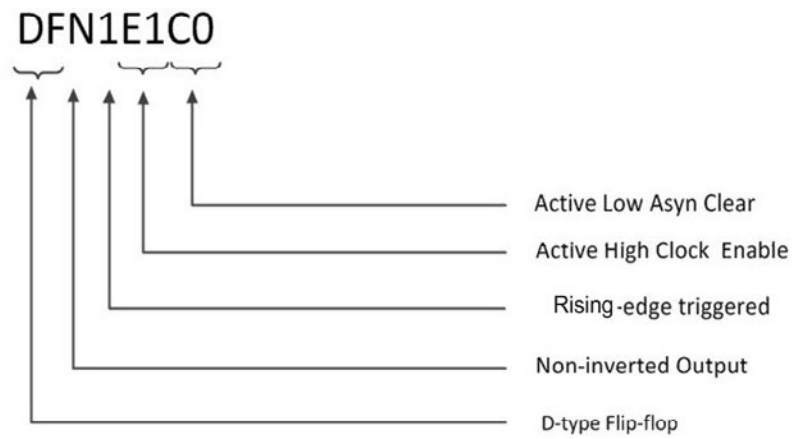 DFN1E1C0
Active Low Asyn Clear
Active High Clock Enable
Rising-edge triggered
Non-inverted Output
D-type Flip-flop